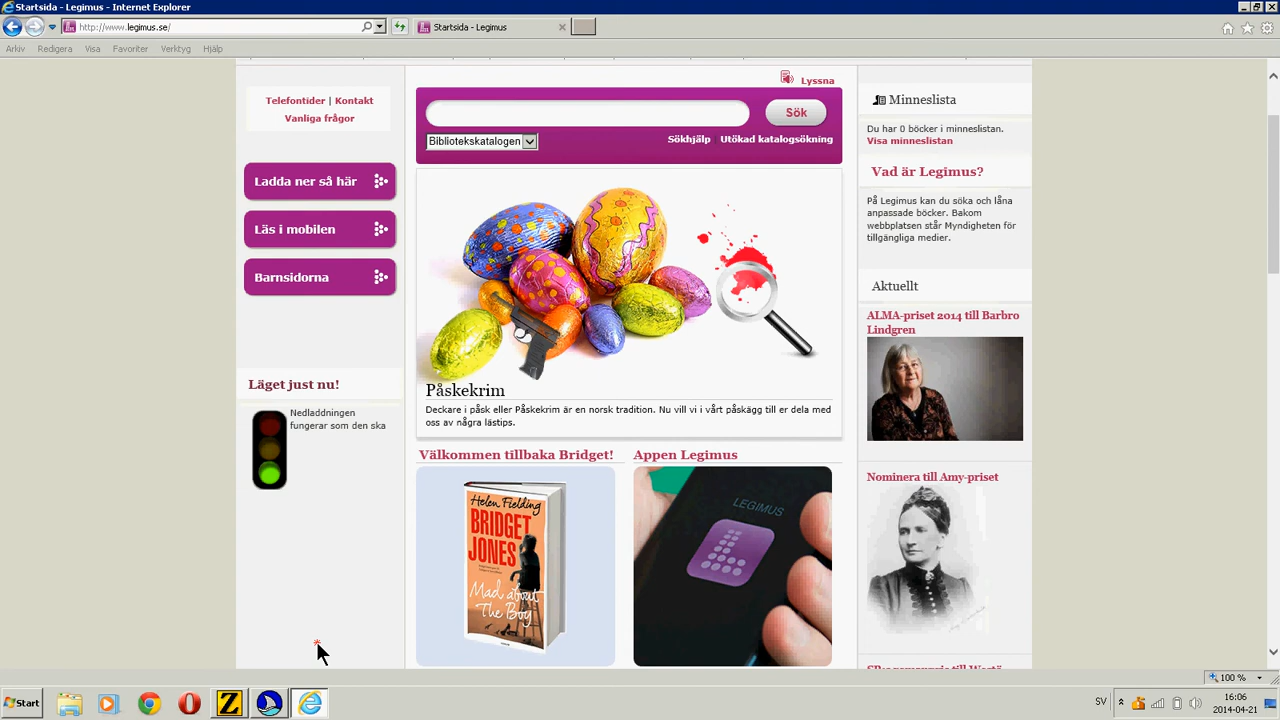 Startsida - Legimus - Internet Explorer
http://www.legimus.se/
Startsida - Legimus
Arkiv Redigera Visa Favoriter Verktyg Hjälp
Telefontider | Kontakt
Vanliga frågor
Ladda ner så här
Läs i mobilen
Barnsidorna
Läget just nu!
Nedladdningen
fungerar som den ska
Lyssna
Sök
Bibliotekskatalogen
Sökhjälp Utökad katalogsökning
Påskekrim
Deckare i påsk eller Påskekrim är en norsk tradition. Nu vill vi i vårt påskägg till er dela med
oss av några lästips.
Välkommen tillbaka Bridget!
Helen Fielding
BRIDGET
JONES
Mad about
The Boy
Appen Legimus
LEGIMUS
Minneslista
Du har 0 böcker i minneslistan.
Visa minneslistan
Vad är Legimus?
På Legimus kan du söka och låna
anpassade böcker. Bakom
webbplatsen står Myndigheten för
tillgängliga medier.
Aktuellt
ALMA-priset 2014 till Barbro
Lindgren
Nominera till Amy-priset
100 %
Start
Z
SV
16:06
2014-04-21